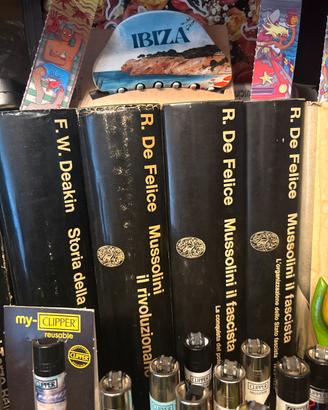 IBIZA
F. W. Deakin Storia della
R. De Felice Mussolini il rivoluzionario
R. De Felice Mussolini il fascista
La conquista del potere
R. De Felice Mussolini il fascista
L'organizzazione dello Stato fascista
my-CLIPPER
reusable
CLIPPER